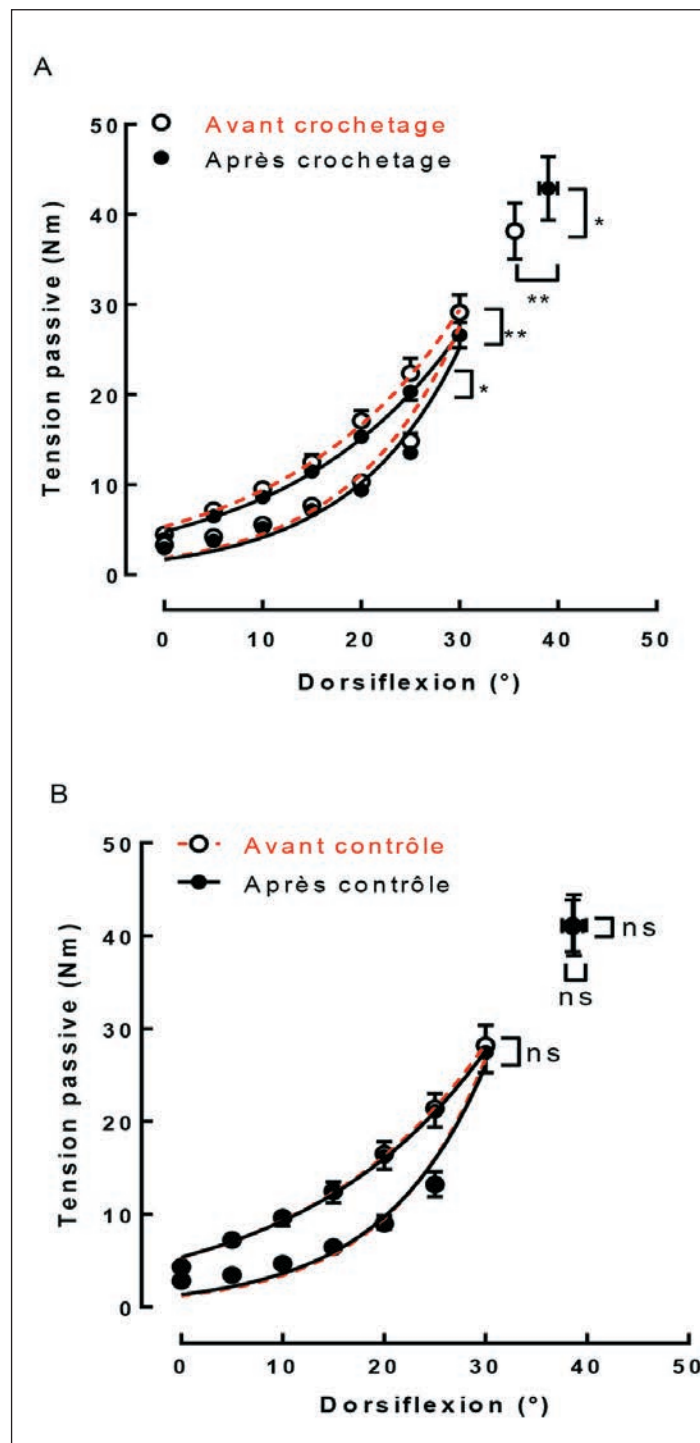 A
Avant crochetage
Après crochetage
Tension passive (Nm)
50
40
30
20
10
0
*
**
**
*
0 10 20 30 40 50
Dorsiflexion (°)
B
Avant contrôle
Après contrôle
Tension passive (Nm)
50
40
30
20
10
0
ns
ns
ns
0 10 20 30 40 50
Dorsiflexion (°)